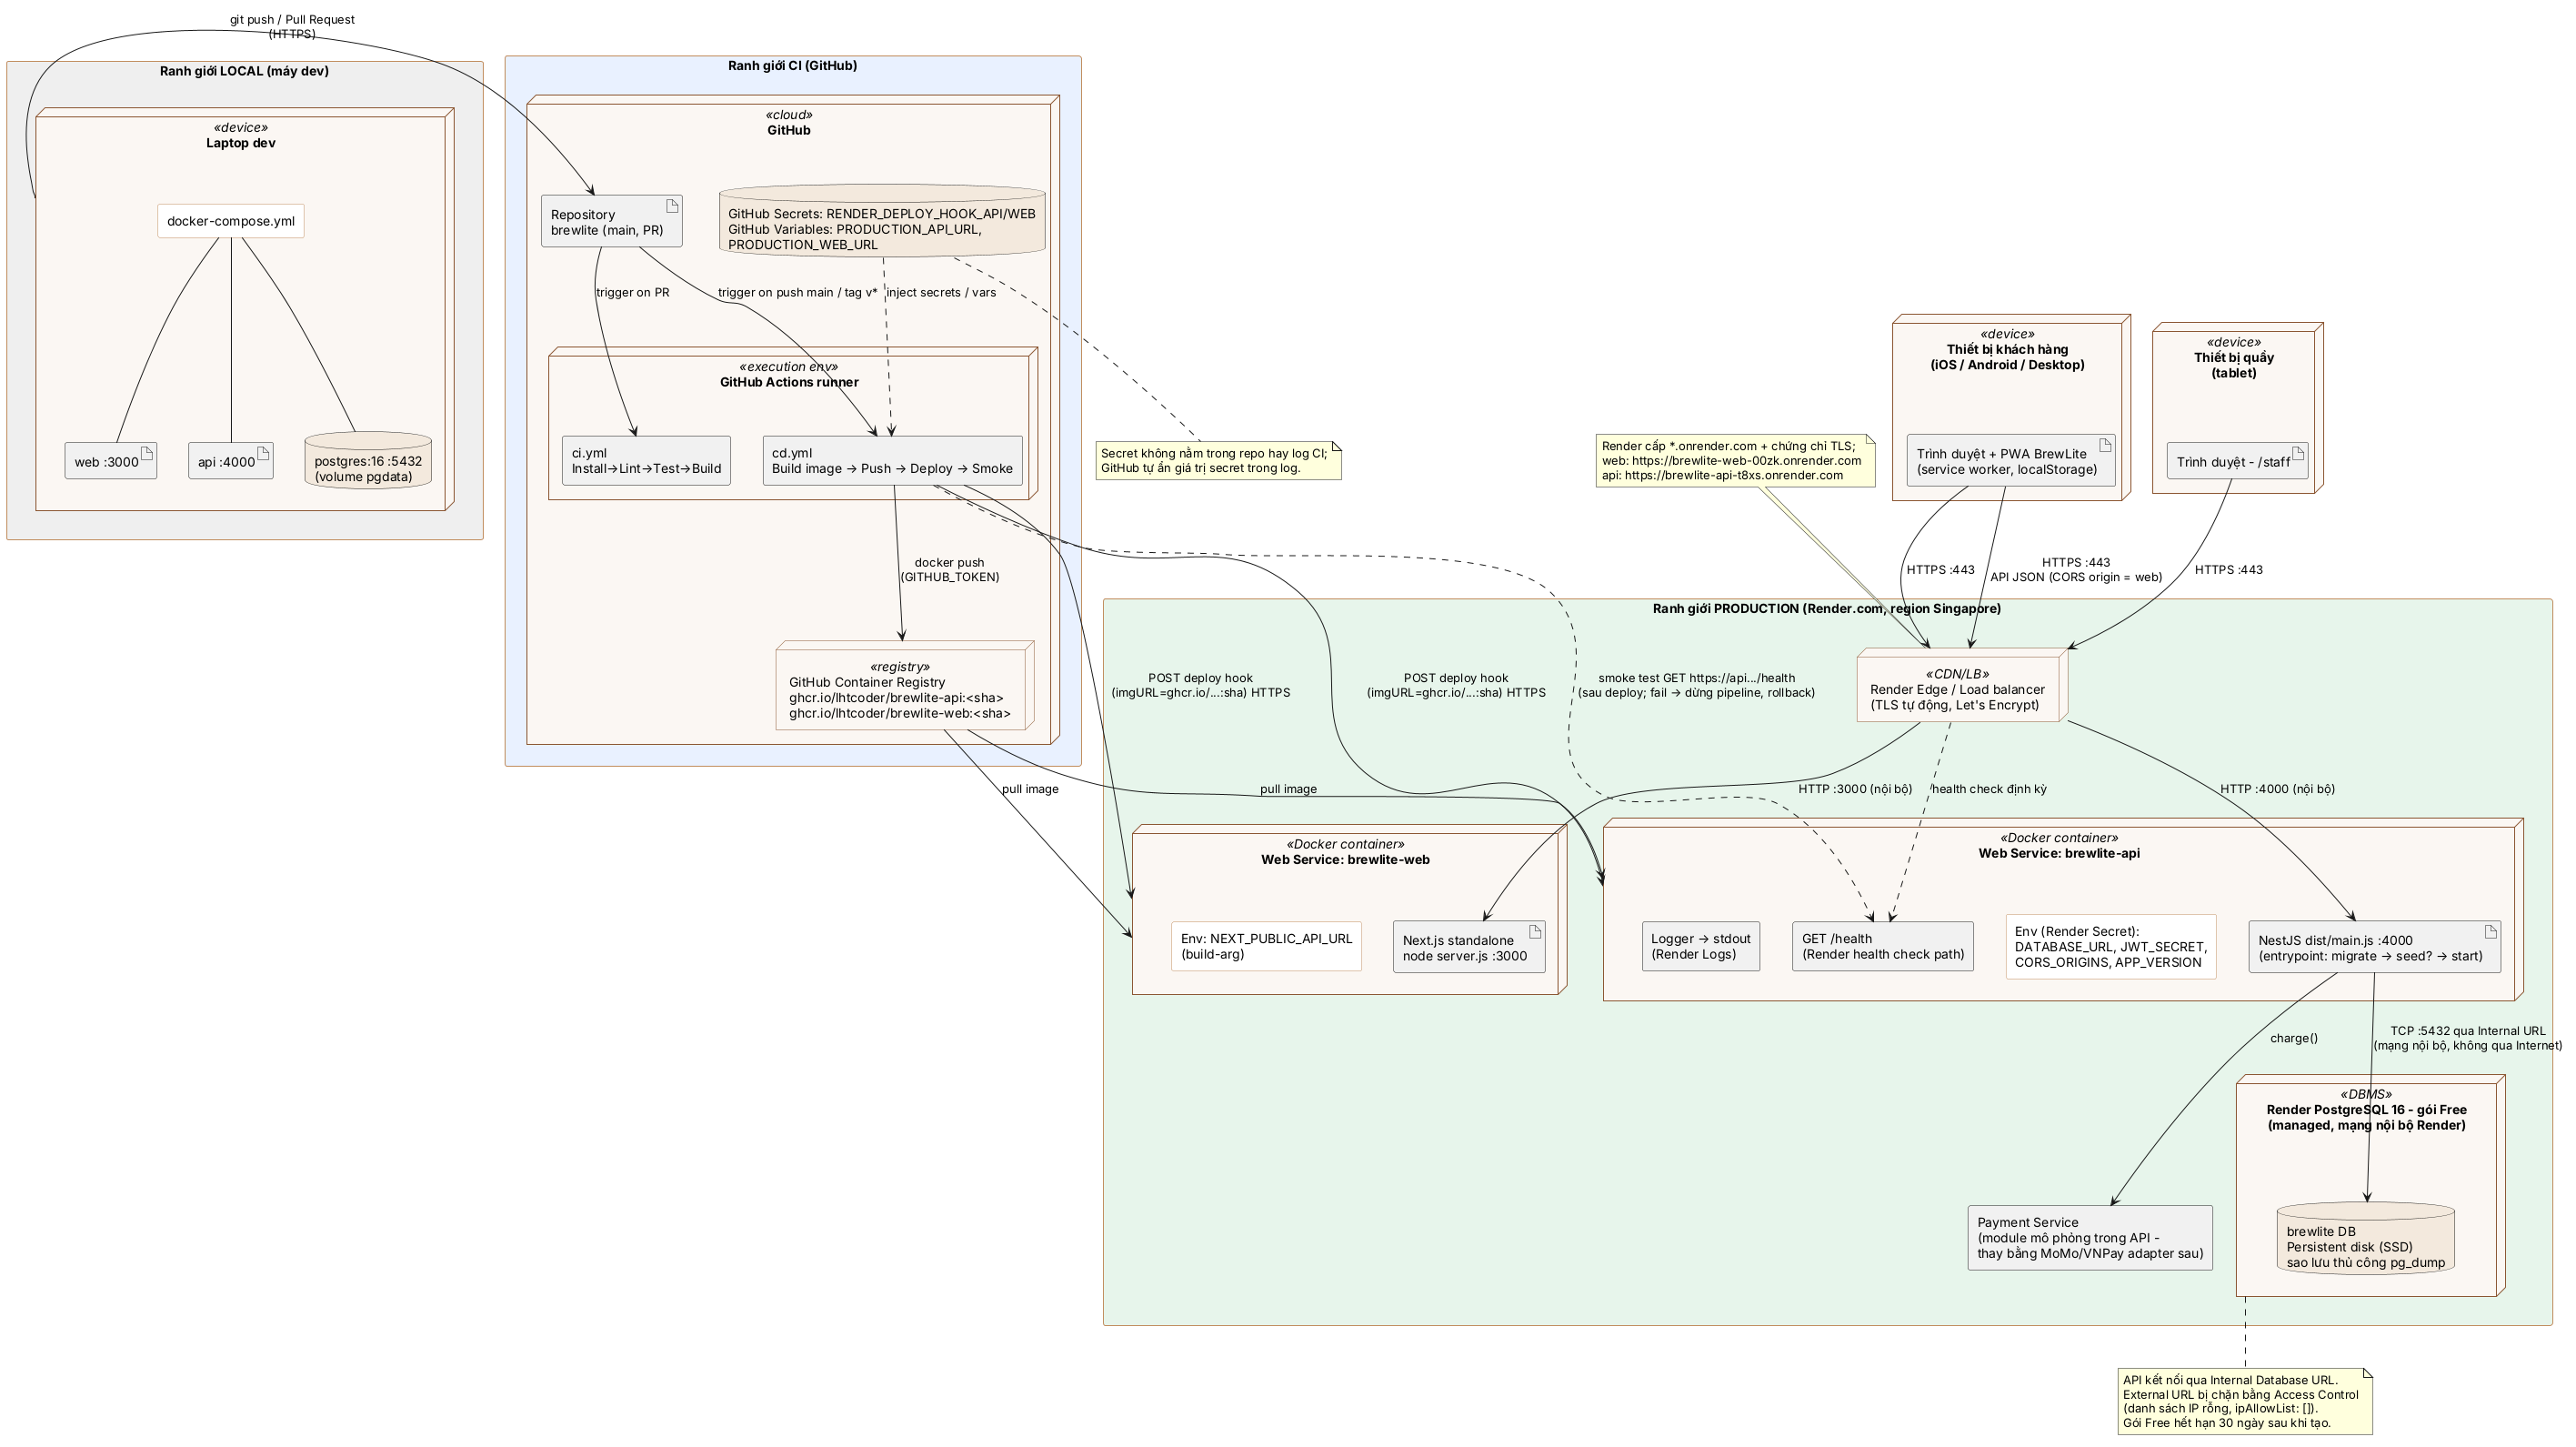 git push / Pull Request
(HTTPS)
Ranh giới LOCAL (máy dev)
«device»
Laptop dev
docker-compose.yml
web :3000
api :4000
postgres:16 :5432
(volume pgdata)
Ranh giới CI (GitHub)
«cloud»
GitHub
Repository
brewlite (main, PR)
GitHub Secrets: RENDER_DEPLOY_HOOK_API/WEB
GitHub Variables: PRODUCTION_API_URL,
PRODUCTION_WEB_URL
trigger on PR
trigger on push main / tag v*
inject secrets / vars
«execution env»
GitHub Actions runner
ci.yml
Install→Lint→Test→Build
cd.yml
Build image → Push → Deploy → Smoke
docker push
(GITHUB_TOKEN)
«registry»
GitHub Container Registry
ghcr.io/lhtcoder/brewlite-api:<sha>
ghcr.io/lhtcoder/brewlite-web:<sha>
Secret không nằm trong repo hay log CI;
GitHub tự ẩn giá trị secret trong log.
Render cấp *.onrender.com + chứng chỉ TLS;
web: https://brewlite-web-00zk.onrender.com
api: https://brewlite-api-t8xs.onrender.com
«device»
Thiết bị khách hàng
(iOS / Android / Desktop)
Trình duyệt + PWA BrewLite
(service worker, localStorage)
«device»
Thiết bị quầy
(tablet)
Trình duyệt - /staff
HTTPS :443
HTTPS :443
API JSON (CORS origin = web)
HTTPS :443
Ranh giới PRODUCTION (Render.com, region Singapore)
POST deploy hook
(imgURL=ghcr.io/...:sha) HTTPS
POST deploy hook
(imgURL=ghcr.io/...:sha) HTTPS
smoke test GET https://api.../health
(sau deploy; fail → dừng pipeline, rollback)
«CDN/LB»
Render Edge / Load balancer
(TLS tự động, Let's Encrypt)
pull image
pull image
HTTP :3000 (nội bộ)
health check định kỳ
HTTP :4000 (nội bộ)
«Docker container»
Web Service: brewlite-web
Env: NEXT_PUBLIC_API_URL
(build-arg)
Next.js standalone
node server.js :3000
«Docker container»
Web Service: brewlite-api
Logger → stdout
(Render Logs)
GET /health
(Render health check path)
Env (Render Secret):
DATABASE_URL, JWT_SECRET,
CORS_ORIGINS, APP_VERSION
NestJS dist/main.js :4000
(entrypoint: migrate → seed? → start)
charge()
TCP :5432 qua Internal URL
(mạng nội bộ, không qua Internet)
«DBMS»
Render PostgreSQL 16 - gói Free
(managed, mạng nội bộ Render)
Payment Service
(module mô phỏng trong API -
thay bằng MoMo/VNPay adapter sau)
brewlite DB
Persistent disk (SSD)
sao lưu thủ công pg_dump
API kết nối qua Internal Database URL.
External URL bị chặn bằng Access Control
(danh sách IP rỗng, ipAllowList: []).
Gói Free hết hạn 30 ngày sau khi tạo.